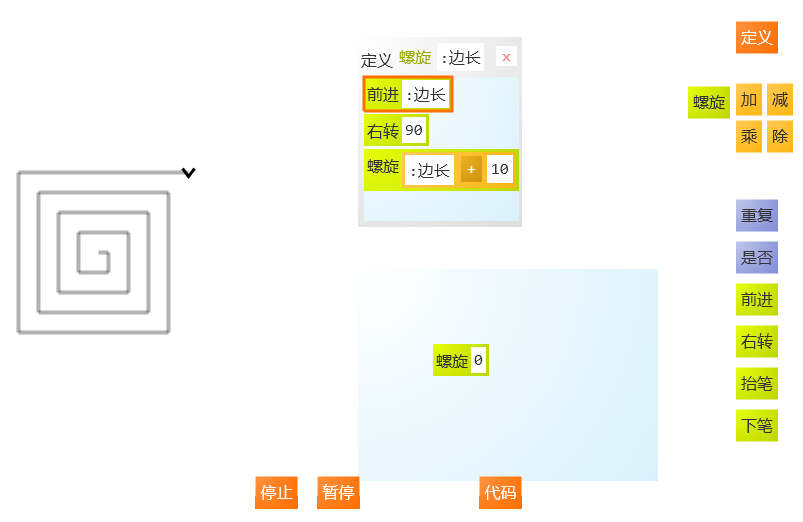 定义
定义 螺旋 :边长 x
前进 :边长
螺旋 加 减
右转 90
乘 除
螺旋 :边长 + 10
重复
是否
前进
右转
螺旋 0
抬笔
下笔
停止 暂停 代码